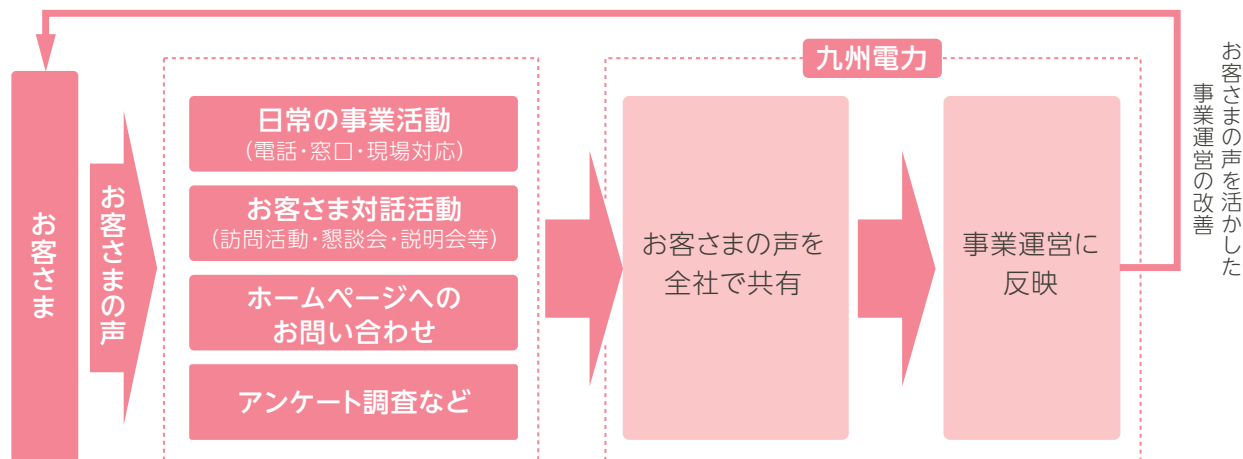 お客さま
お客さまの声
日常の事業活動
(電話・窓口・現場対応)
お客さま対話活動
(訪問活動・懇談会・説明会等)
ホームページへの
お問い合わせ
アンケート調査など
九州電力
お客さまの声を
全社で共有
事業運営に
反映
お客さまの声を活かした
事業運営の改善